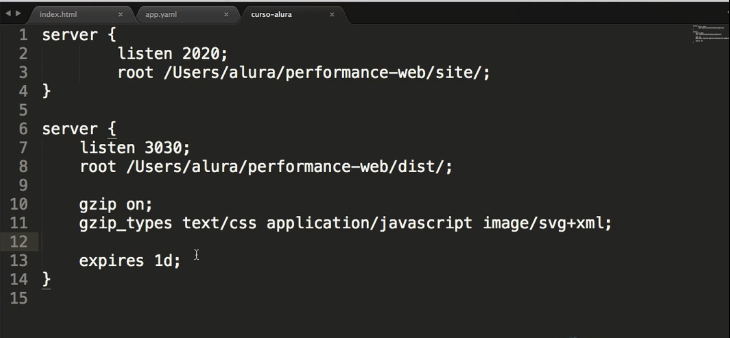 index.html × app.yaml × curso-alura ×
1 server {
2 listen 2020;
3 root /Users/alura/performance-web/site/;
4 }
5
6 server {
7 listen 3030;
8 root /Users/alura/performance-web/dist/;
9
10 gzip on;
11 gzip_types text/css application/javascript image/svg+xml;
12
13 expires 1d;
14 }
15